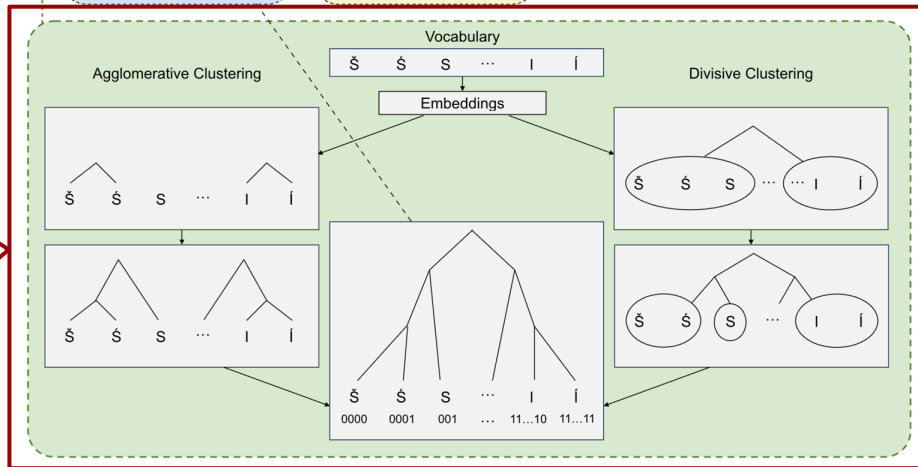 Vocabulary
Š Ś S ... I Í
Agglomerative Clustering
Divisive Clustering
Embeddings
Š Ś S ... I Í
Š Ś S ... ... I Í
Š Ś S ... I Í
Š Ś S ... I Í
Š Ś S ... I Í
0000 0001 001 ... 11...10 11...11